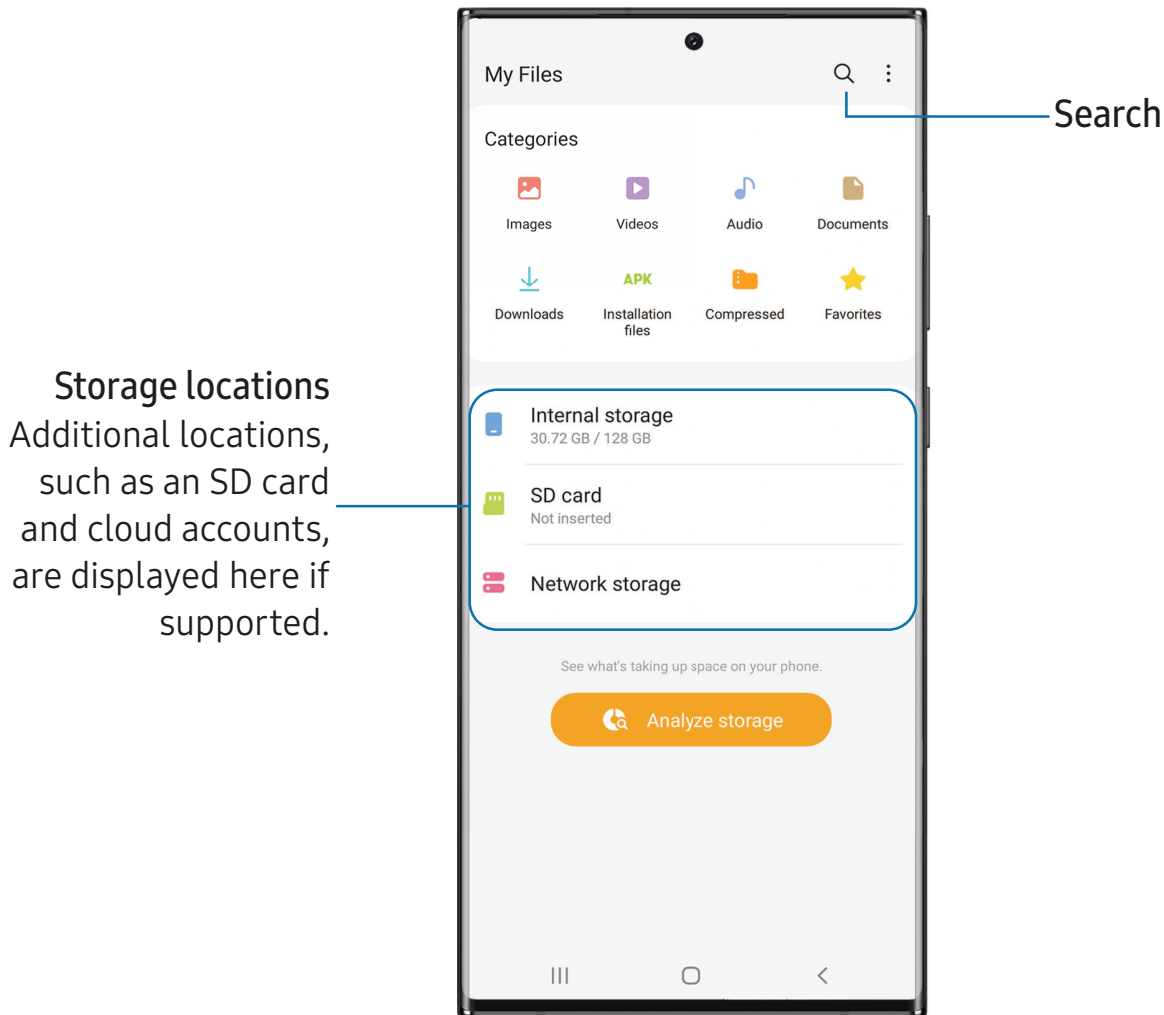 My Files
Search
Categories
Images
Videos
Audio
Documents
APK
Downloads
Installation
files
Compressed
Favorites
Storage locations
Additional locations,
such as an SD card
and cloud accounts,
are displayed here if
supported.
Internal storage
30.72 GB / 128 GB
SD card
Not inserted
Network storage
See what's taking up space on your phone.
Analyze storage